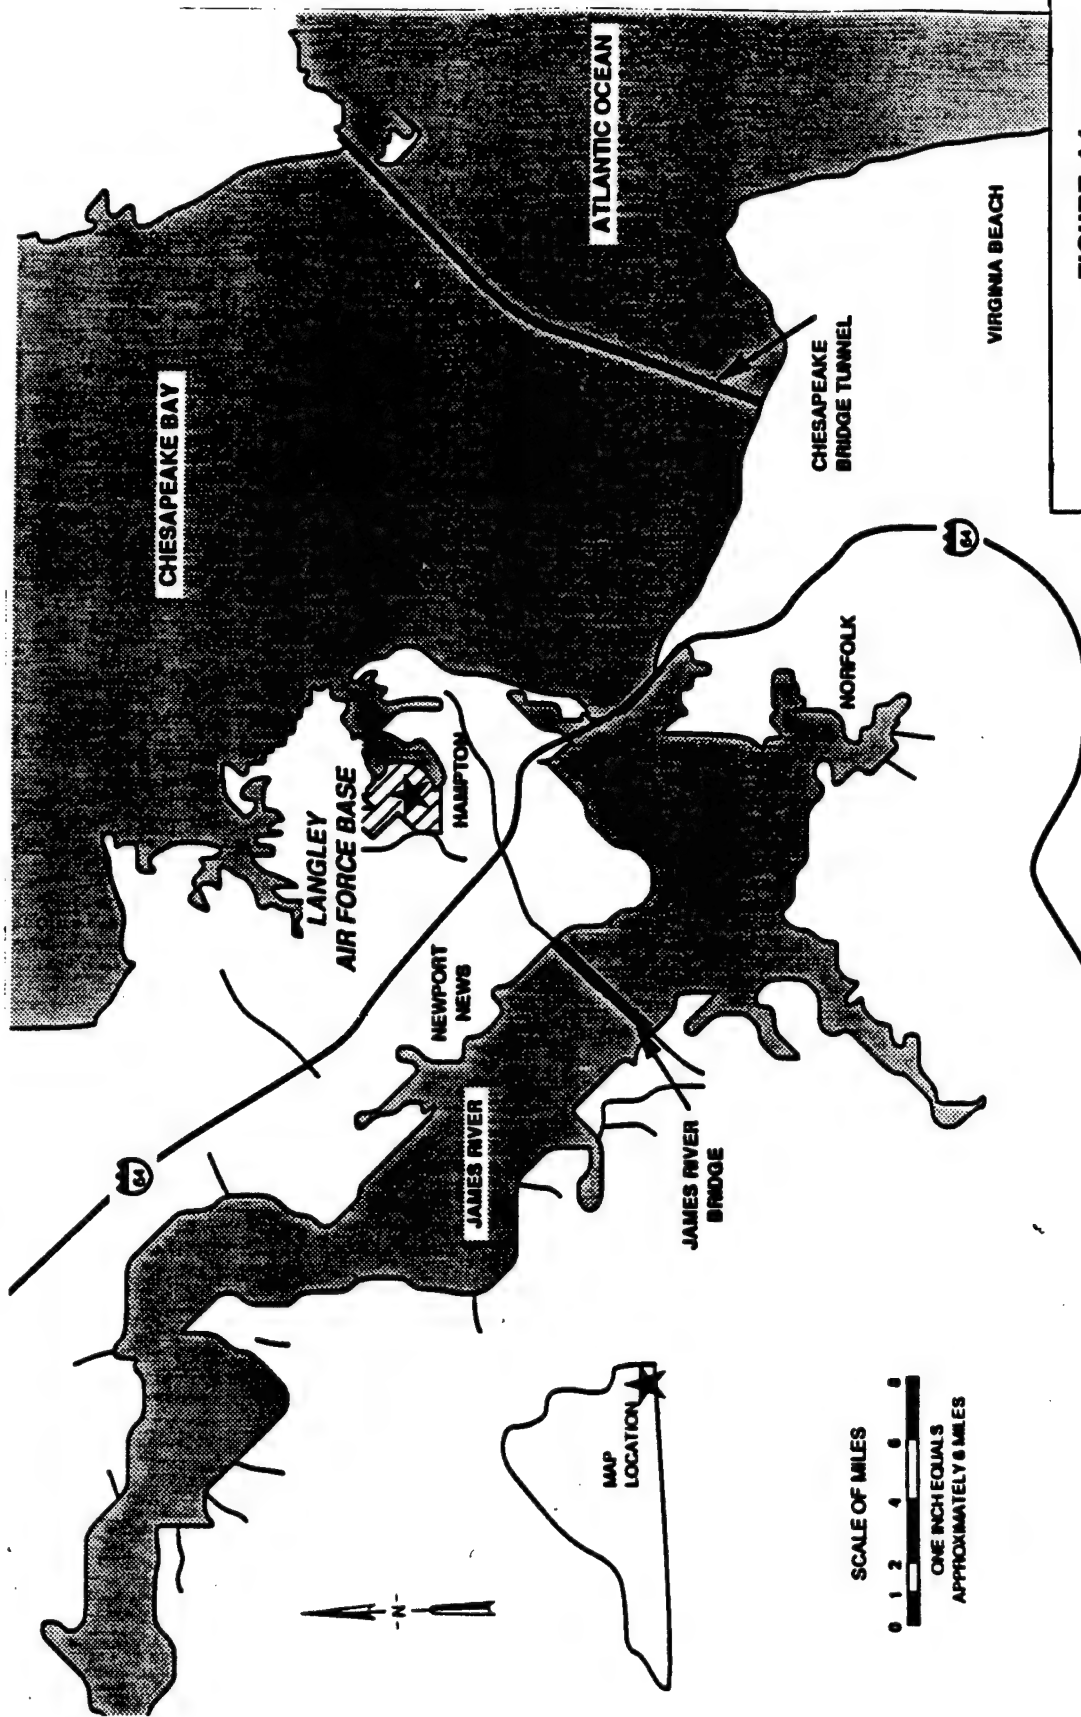 CHESAPEAKE BAY
ATLANTIC OCEAN
LANGLEY
AIR FORCE BASE
HAMPTON
NEWPORT
NEWS
JAMES RIVER
JAMES RIVER
BRIDGE
CHESAPEAKE
BRIDGE TUNNEL
NORFOLK
VIRGINIA BEACH
64
64
-N-
MAP
LOCATION
SCALE OF MILES
0 1 2 4 6 8
ONE INCH EQUALS
APPROXIMATELY 6 MILES